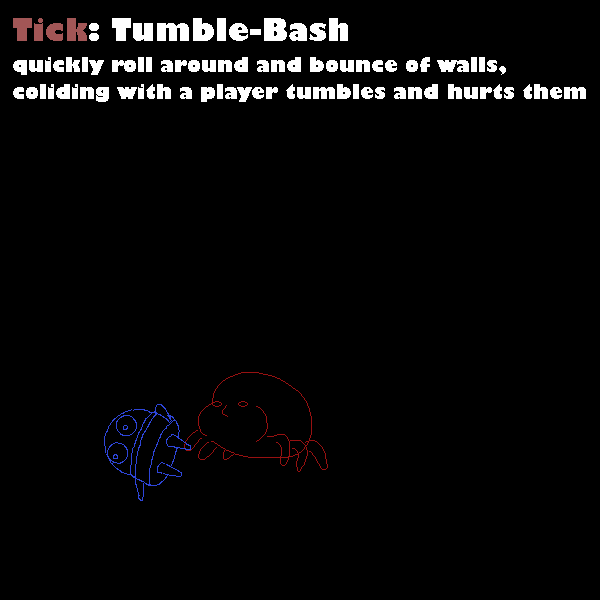 Tick: Tumble-Bash
quickly roll around and bounce of walls,
coliding with a player tumbles and hurts them